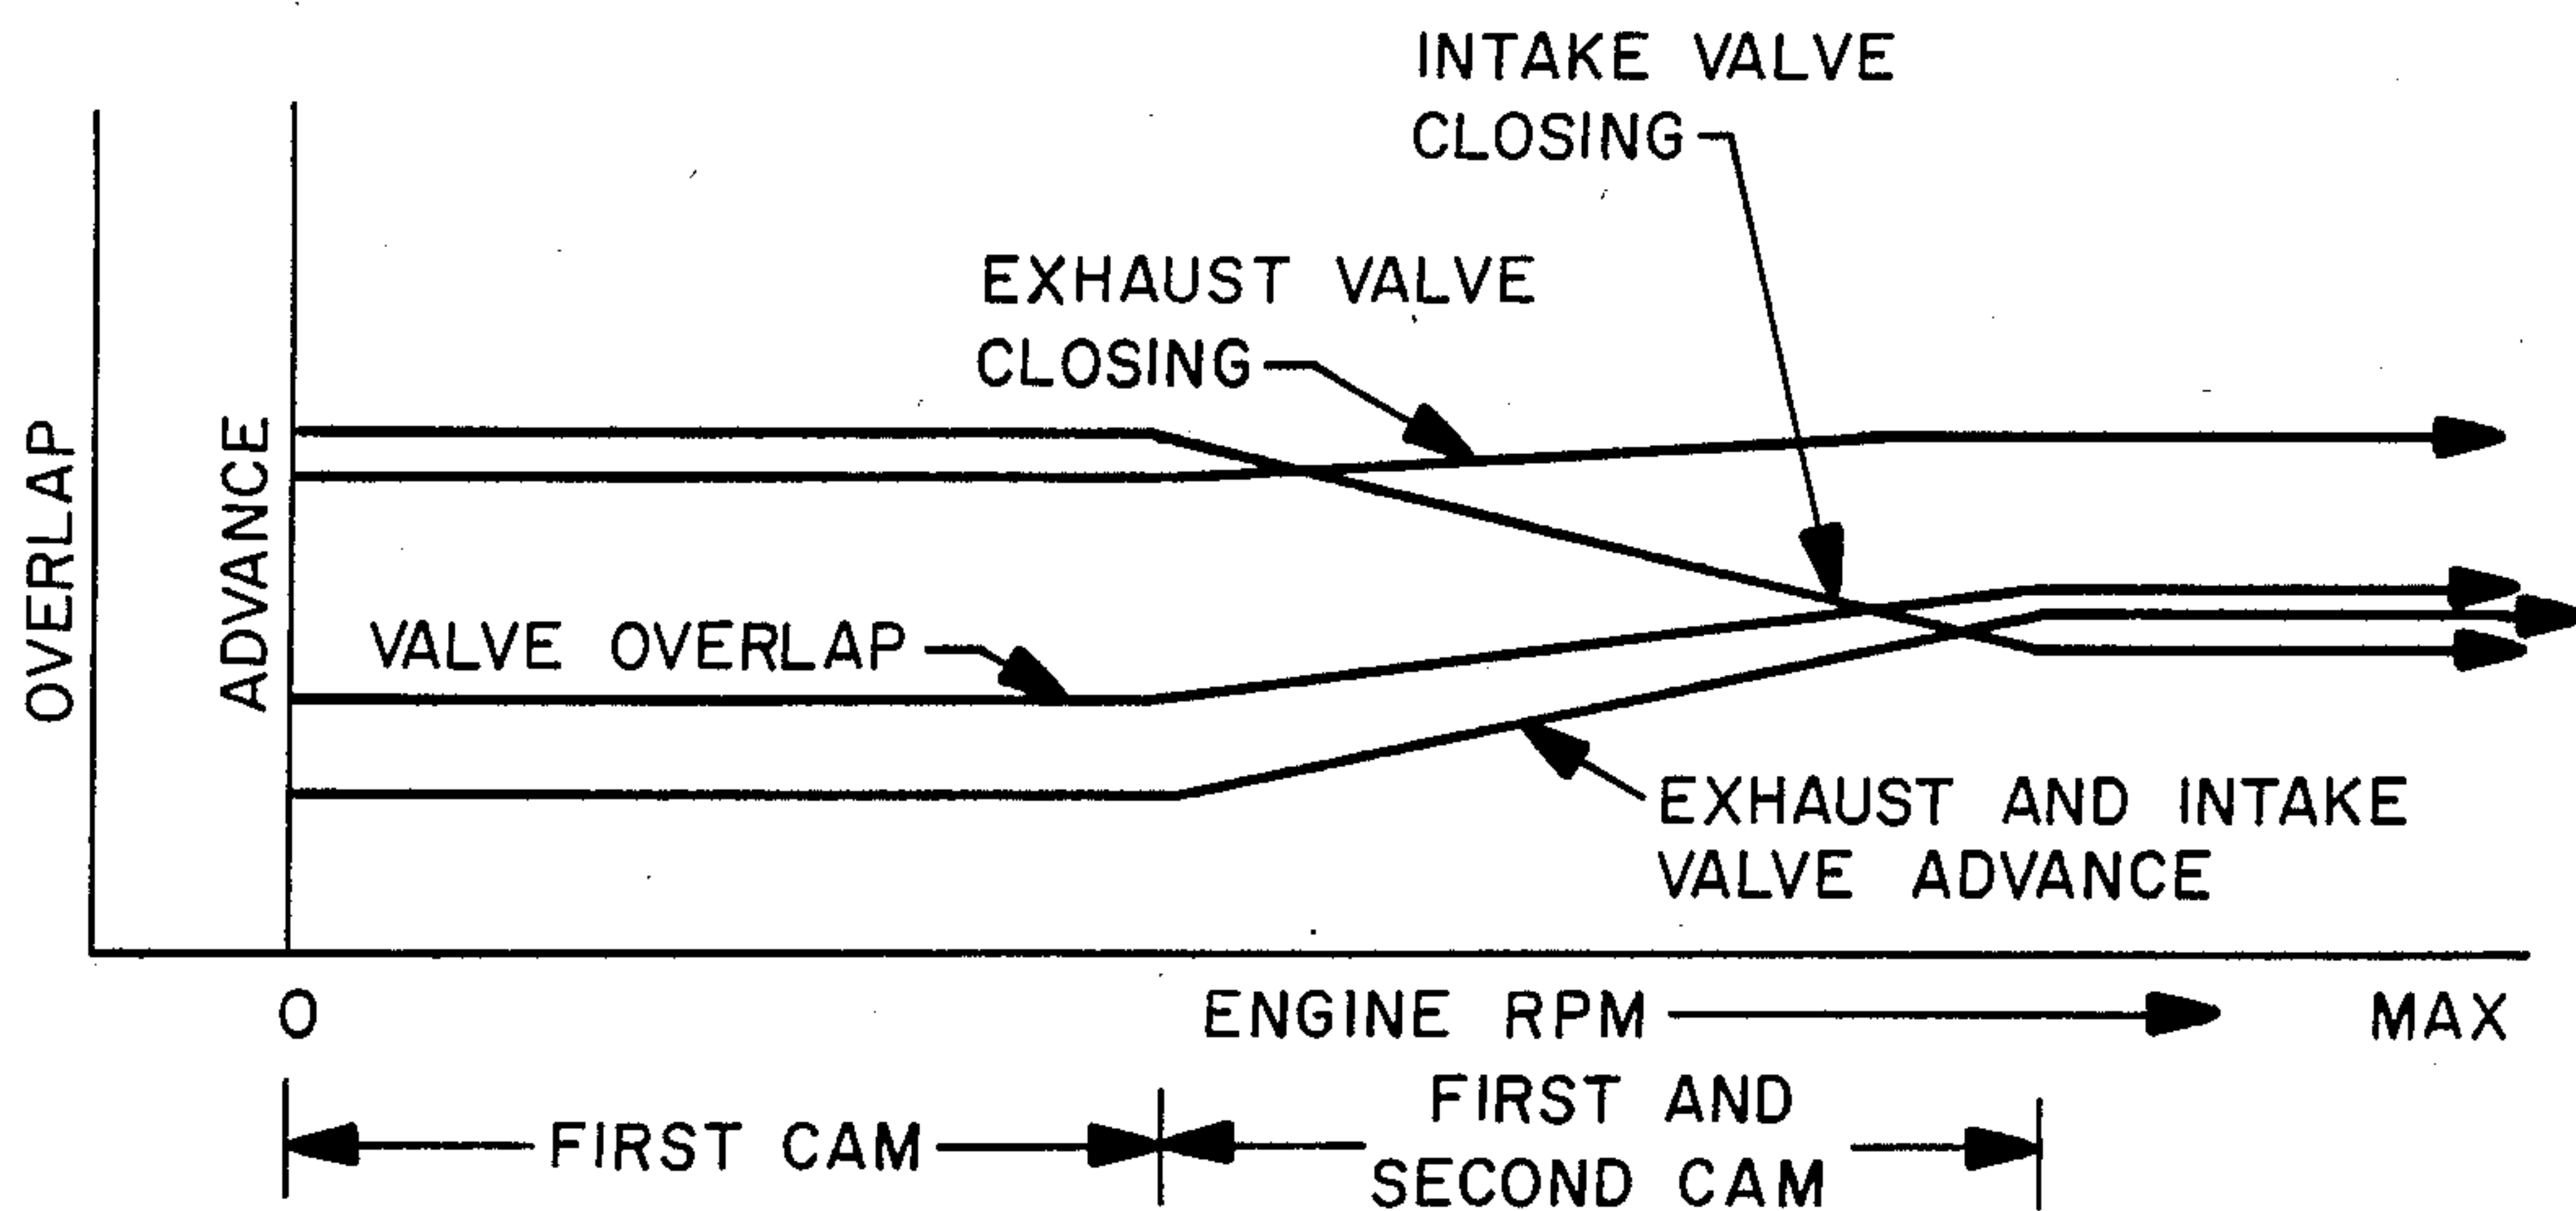 INTAKE VALVE
CLOSING
EXHAUST VALVE
CLOSING
OVERLAP
ADVANCE
VALVE OVERLAP
EXHAUST AND INTAKE
VALVE ADVANCE
0
ENGINE RPM
MAX
FIRST CAM
FIRST AND
SECOND CAM